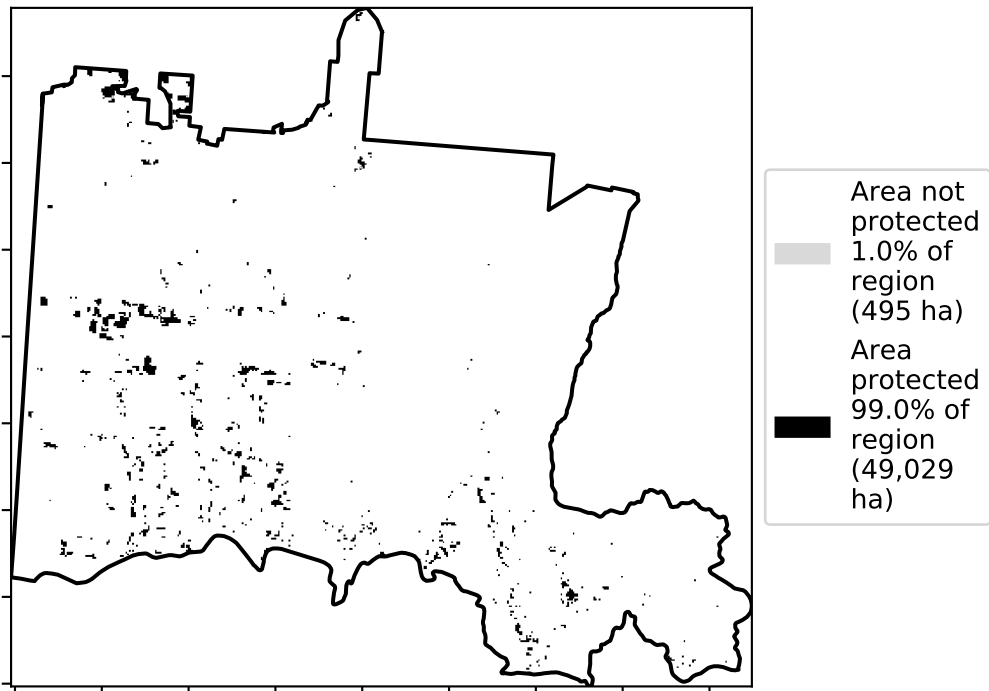 Area not
protected
1.0% of
region
(495 ha)
Area
protected
99.0% of
region
(49,029
ha)